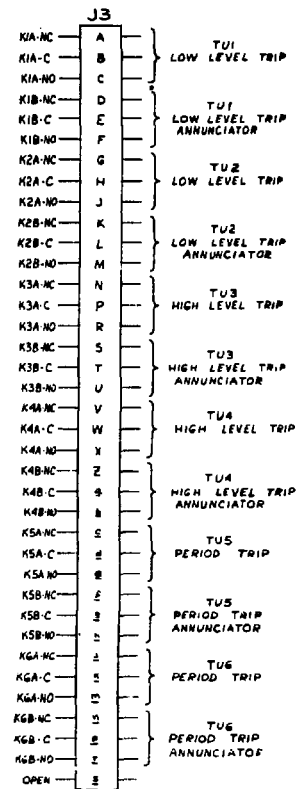 J3
K1A-NC A
K1A-C B
K1A-NO C
TU1
LOW LEVEL TRIP
K1B-NC D
K1B-C E
K1B-NO F
TU1
LOW LEVEL TRIP
ANNUNCIATOR
K2A-NC G
K2A-C H
K2A-NO J
TU2
LOW LEVEL TRIP
K2B-NC K
K2B-C L
K2B-NO M
TU2
LOW LEVEL TRIP
ANNUNCIATOR
K3A-NC N
K3A-C P
K3A-NO R
TU3
HIGH LEVEL TRIP
K3B-NC S
K3B-C T
K3B-NO U
TU3
HIGH LEVEL TRIP
ANNUNCIATOR
K4A-NC V
K4A-C W
K4A-NO X
TU4
HIGH LEVEL TRIP
K4B-NC Z
K4B-C
K4B-NO
TU4
HIGH LEVEL TRIP
ANNUNCIATOR
K5A-NC
K5A-C
K5A NO
TU5
PERIOD TRIP
K5B-NC
K5B-C
K5B-NO
TU5
PERIOD TRIP
ANNUNCIATOR
K6A-NC
K6A-C
K6A-NO 13
TU6
PERIOD TRIP
K6B-NC 15
K6B-C
K6B-NO
TU6
PERIOD TRIP
ANNUNCIATOR
OPEN